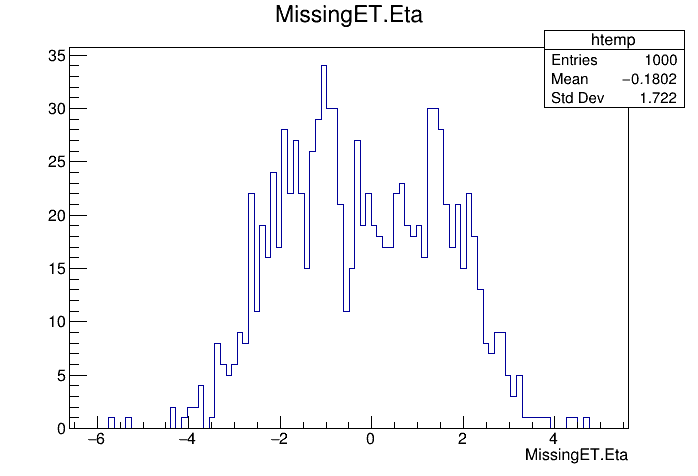 MissingET.Eta
htemp
Entries 1000
Mean −0.1802
Std Dev 1.722
35
30
25
20
15
10
5
0
−6 −4 −2 0 2 4
MissingET.Eta